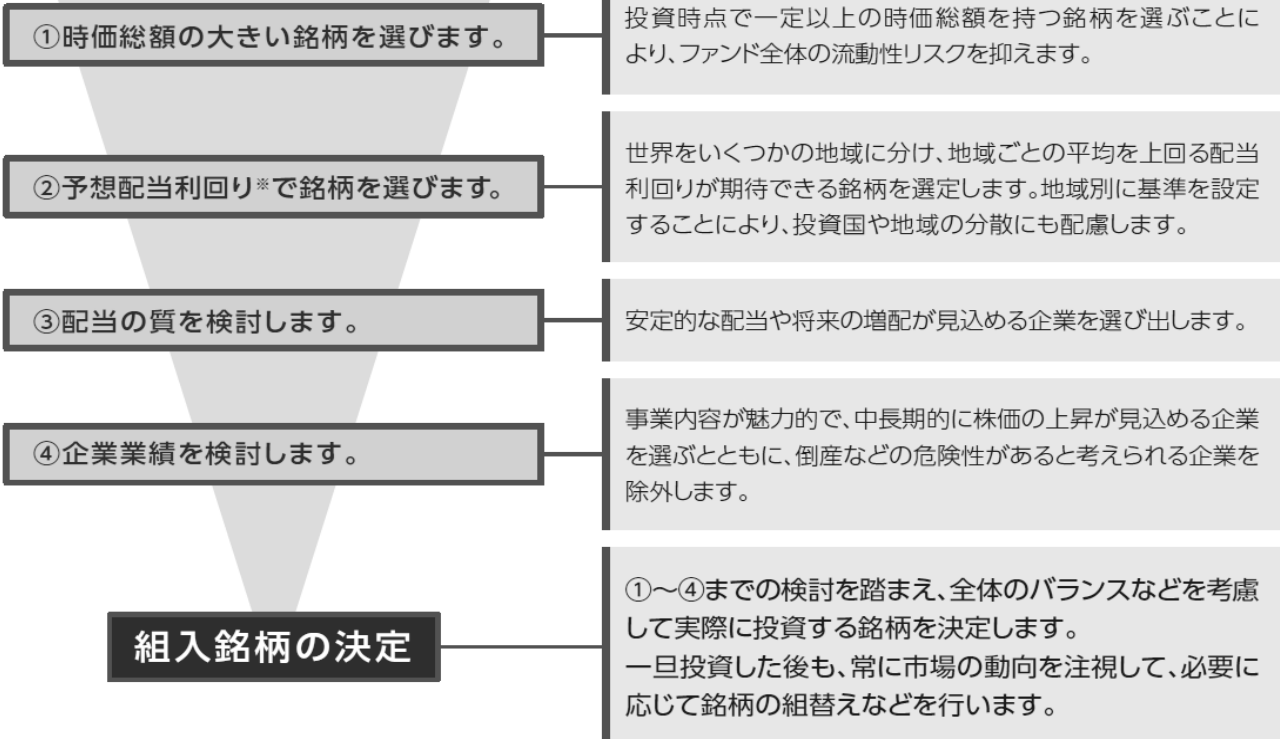 ①時価総額の大きい銘柄を選びます。
投資時点で一定以上の時価総額を持つ銘柄を選ぶことに
より、ファンド全体の流動性リスクを抑えます。
②予想配当利回り※で銘柄を選びます。
世界をいくつかの地域に分け、地域ごとの平均を上回る配当
利回りが期待できる銘柄を選定します。地域別に基準を設定
することにより、投資国や地域の分散にも配慮します。
③配当の質を検討します。
安定的な配当や将来の増配が見込める企業を選び出します。
④企業業績を検討します。
事業内容が魅力的で、中長期的に株価の上昇が見込める企業
を選ぶとともに、倒産などの危険性があると考えられる企業を
除外します。
組入銘柄の決定
①～④までの検討を踏まえ、全体のバランスなどを考慮
して実際に投資する銘柄を決定します。
一旦投資した後も、常に市場の動向を注視して、必要に
応じて銘柄の組替えなどを行います。